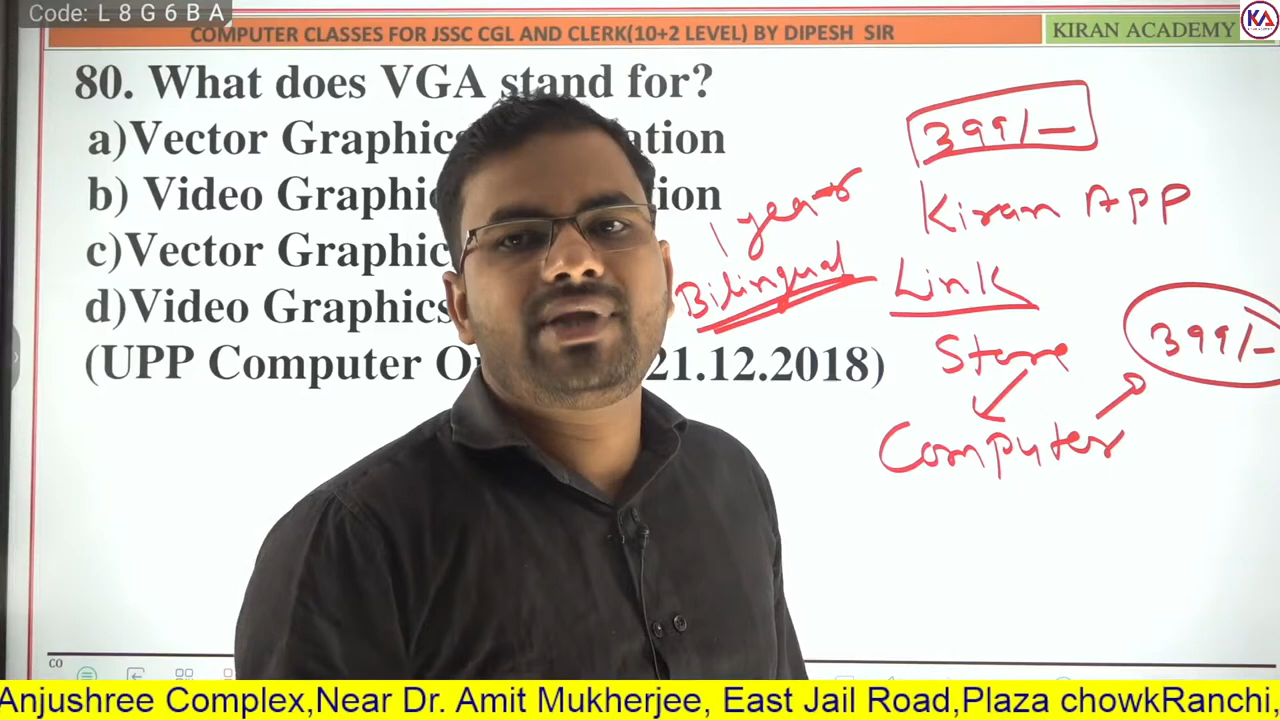 Code: L 8 G 6 B A
COMPUTER CLASSES FOR JSSC CGL AND CLERK(10+2 LEVEL) BY DIPESH SIR
KIRAN ACADEMY
KA
80. What does VGA stand for?
a)Vector Graphics
b) Video Graphi
c)Vector Graphic
d)Video Graphics
(UPP Computer O 21.12.2018)
399/-
Kiran App
1 year
Bilingual
Link
Store
399/-
Computer
CO
Anjushree Complex,Near Dr. Amit Mukherjee, East Jail Road,Plaza chowkRanchi,